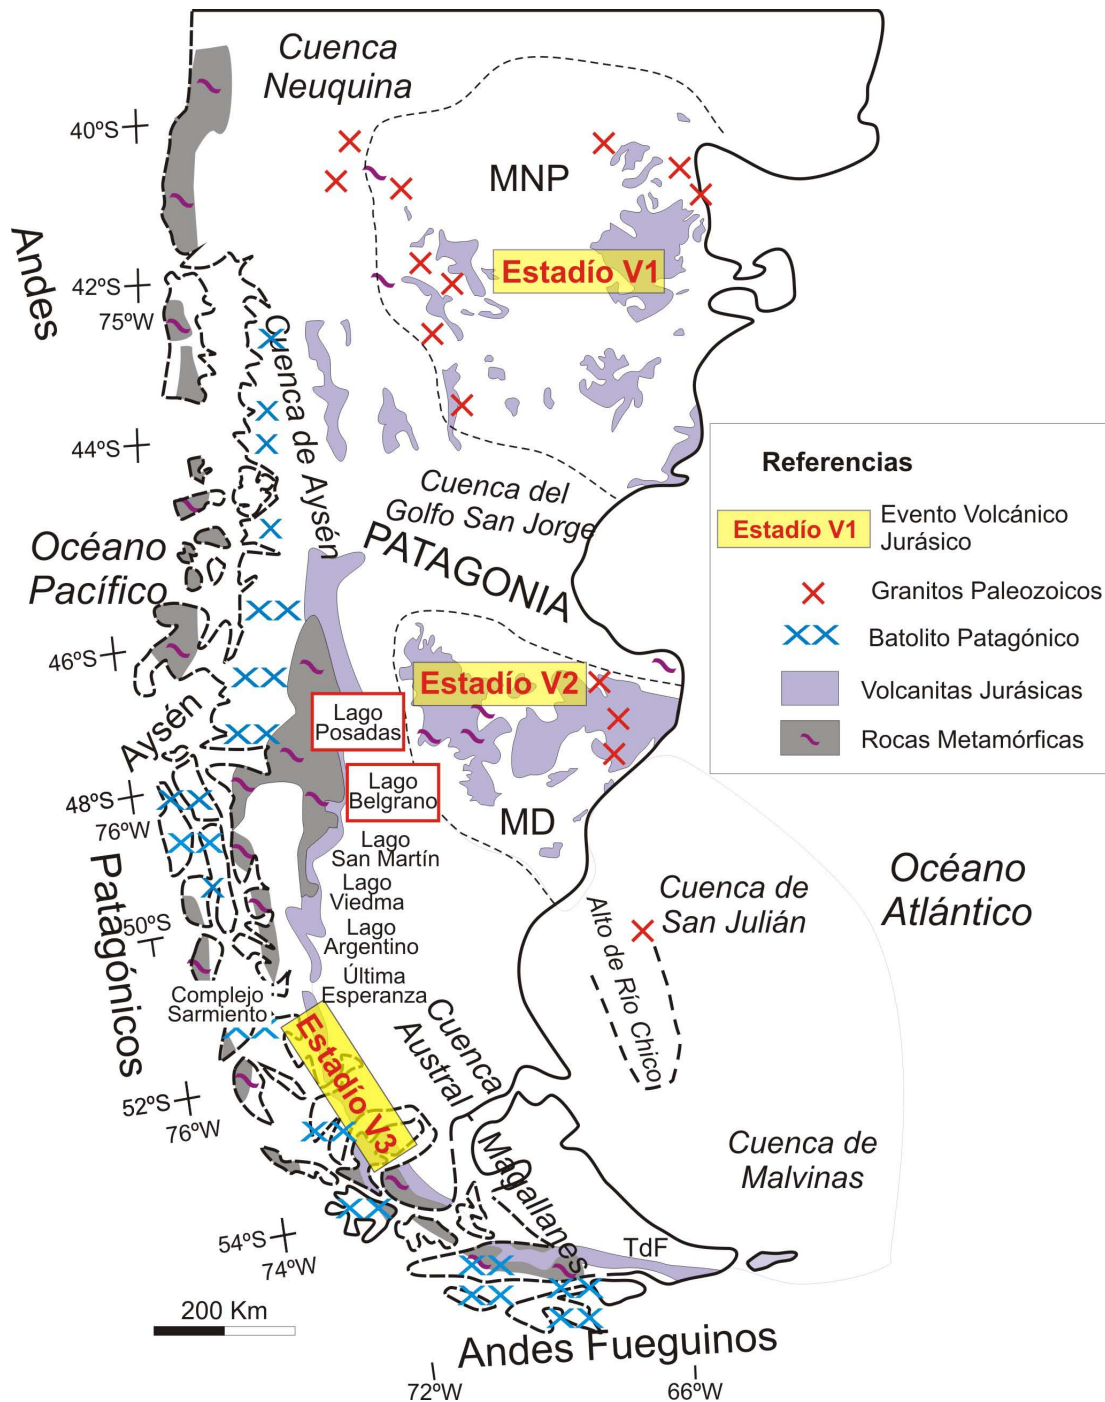 Cuenca
Neuquina
40ºS
MNP
Andes
Estadío V1
42ºS
75ºW
Cuenca de Aysén
44ºS
Cuenca del
Golfo San Jorge
PATAGONIA
Océano
Pacífico
46ºS
Estadío V2
Lago
Posadas
Aysén
Lago
Belgrano
48ºS
76ºW
MD
Lago
San Martín
Patagónicos
Lago
Viedma
50ºS
Lago
Argentino
Última
Esperanza
Complejo
Sarmiento
Estadío V3
Cuenca
Austral
Magallanes
52ºS
76ºW
54ºS
74ºW
TdF
200 Km
Andes Fueguinos
72ºW
66ºW
Cuenca de
San Julián
Alto de Río Chico
Océano
Atlántico
Cuenca de
Malvinas
Referencias
Estadío V1
Evento Volcánico
Jurásico
Granitos Paleozoicos
Batolito Patagónico
Volcanitas Jurásicas
Rocas Metamórficas